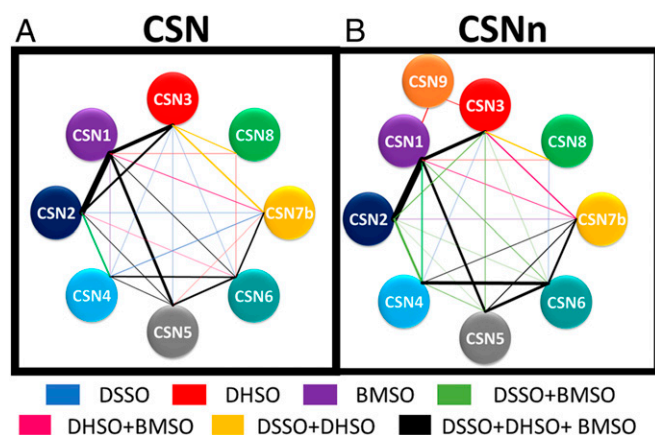 A CSN
CSN3
CSN1
CSN8
CSN2
CSN7b
CSN4
CSN6
CSN5
B CSNn
CSN9
CSN3
CSN1
CSN8
CSN2
CSN7b
CSN4
CSN6
CSN5
DSSO DHSO BMSO DSSO+BMSO
DHSO+BMSO DSSO+DHSO DSSO+DHSO+ BMSO